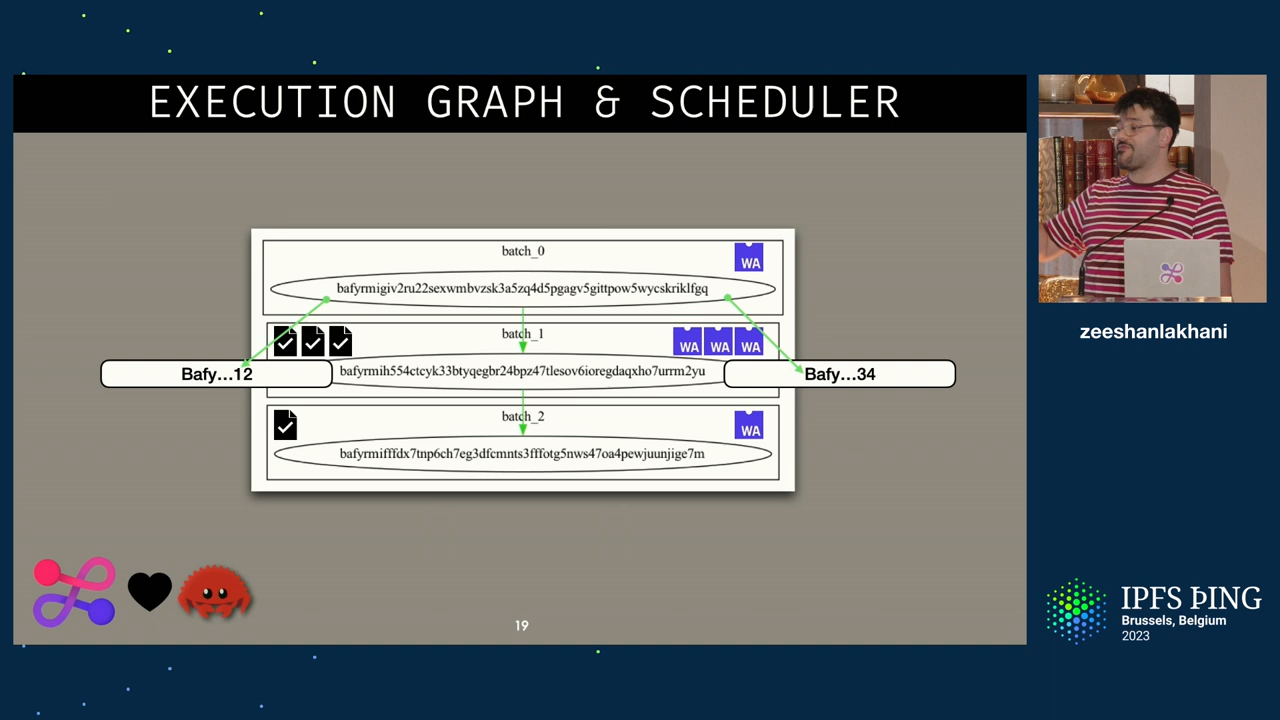 EXECUTION GRAPH & SCHEDULER
batch_0
WA
bafyrmigiv2ru22sexwmbvzsk3a5zq4d5pgagv5gittpow5wycskriklfgq
batch_1
WA WA WA
Bafy...12
bafyrmih554ctcyk33btyqegbr24bpz47tlesov6ioregdaqxho7urrm2yu
Bafy...34
batch_2
WA
bafyrmifffdx7tnp6ch7eg3dfcmnts3fffotg5nws47oa4pewjuunjige7m
19
zeeshanlakhani
IPFS ÞING
Brussels, Belgium
2023